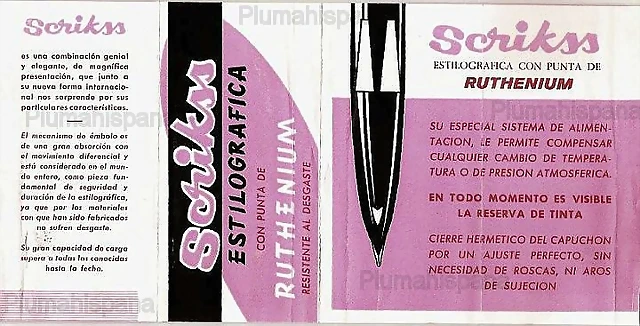 Scrikss
es una combinación genial
y elegante, de magnífica
presentación, que junto a
su nueva forma internacio-
nal nos sorprende por sus
particulares características.
El mecanismo de émbolo es
de una gran absorción con
el movimiento diferencial y
está considerado en el mun-
do entero, como pieza fun-
damental de seguridad y
duración de la estilográfica,
ya que por los materiales
con que han sido fabricados
no sufren desgaste.
Su gran capacidad de carga
supera a todas las conocidas
hasta la fecha.
Scrikss
ESTILOGRAFICA
CON PUNTA DE
RUTHENIUM
RESISTENTE AL DESGASTE
Scrikss
ESTILOGRAFICA CON PUNTA DE
RUTHENIUM
SU ESPECIAL SISTEMA DE ALIMEN-
TACION, LE PERMITE COMPENSAR
CUALQUIER CAMBIO DE TEMPERA-
TURA O DE PRESION ATMOSFERICA.
EN TODO MOMENTO ES VISIBLE
LA RESERVA DE TINTA
CIERRE HERMETICO DEL CAPUCHON
POR UN AJUSTE PERFECTO, SIN
NECESIDAD DE ROSCAS, NI AROS
DE SUJECION
Plumahispana
Plumahispana
Plumahispana
Plumahispana
Plumahispana
Plumahispana